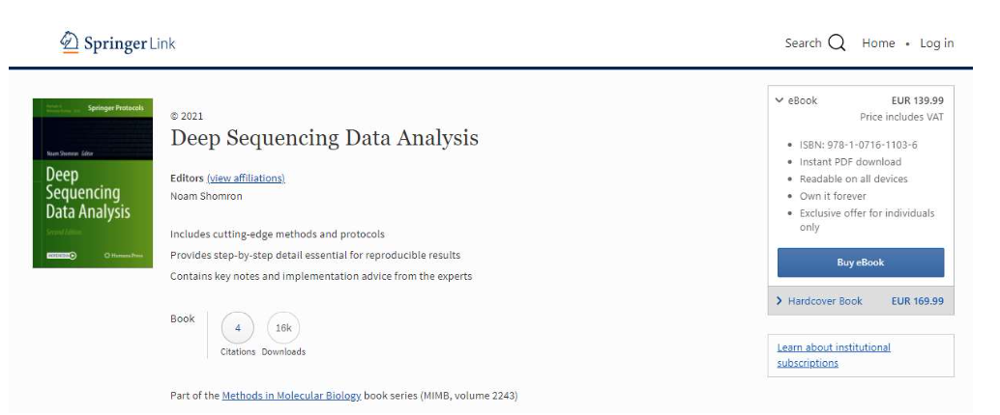 Springer Link
Search
Home • Log in
Springer Protocols
Noam Shomron Editor
Deep
Sequencing
Data Analysis
Second Edition
Humana Press
© 2021
Deep Sequencing Data Analysis
Editors (view affiliations)
Noam Shomron
Includes cutting-edge methods and protocols
Provides step-by-step detail essential for reproducible results
Contains key notes and implementation advice from the experts
Book
4
Citations
16k
Downloads
Part of the Methods in Molecular Biology book series (MIMB, volume 2243)
eBook EUR 139.99
Price includes VAT
• ISBN: 978-1-0716-1103-6
• Instant PDF download
• Readable on all devices
• Own it forever
• Exclusive offer for individuals
only
Buy eBook
Hardcover Book EUR 169.99
Learn about institutional
subscriptions